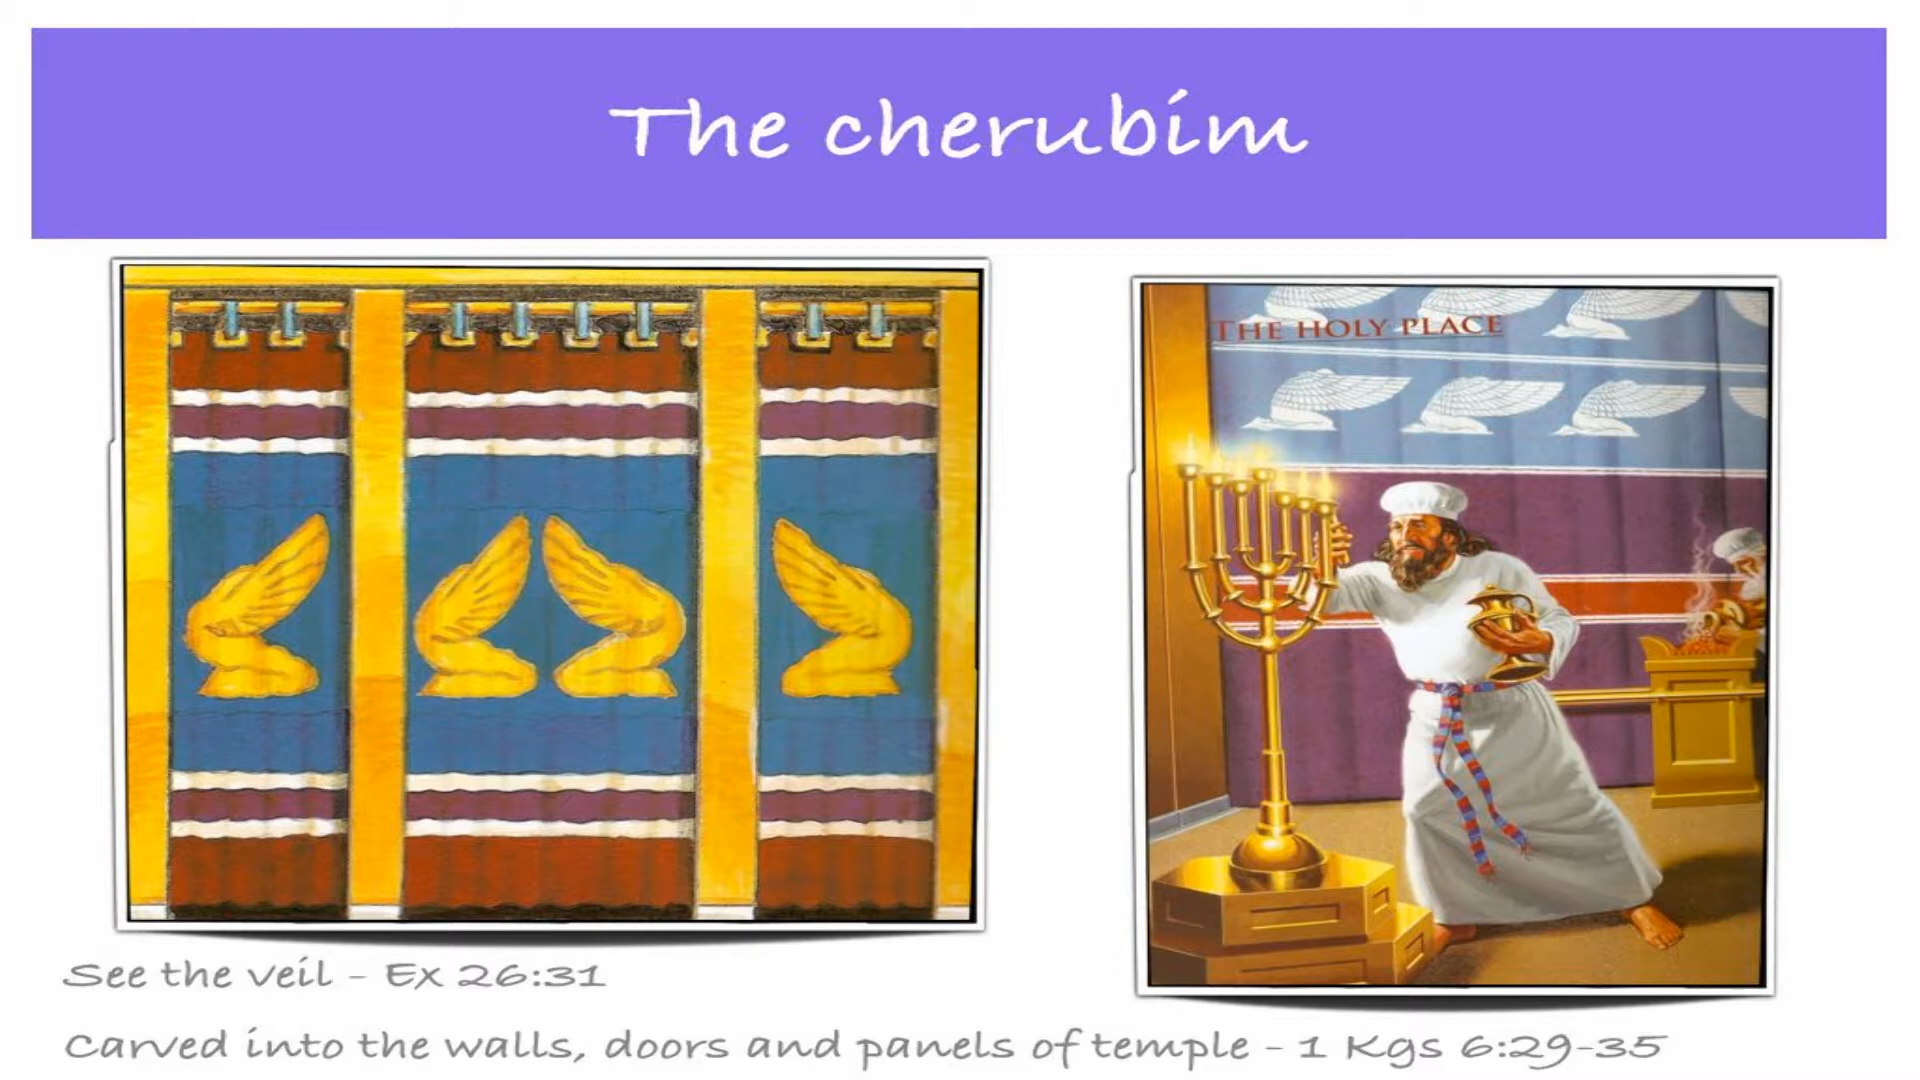 The cherubim
THE HOLY PLACE
See the veil - Ex 26:31
Carved into the walls, doors and panels of temple - 1 Kgs 6:29-35